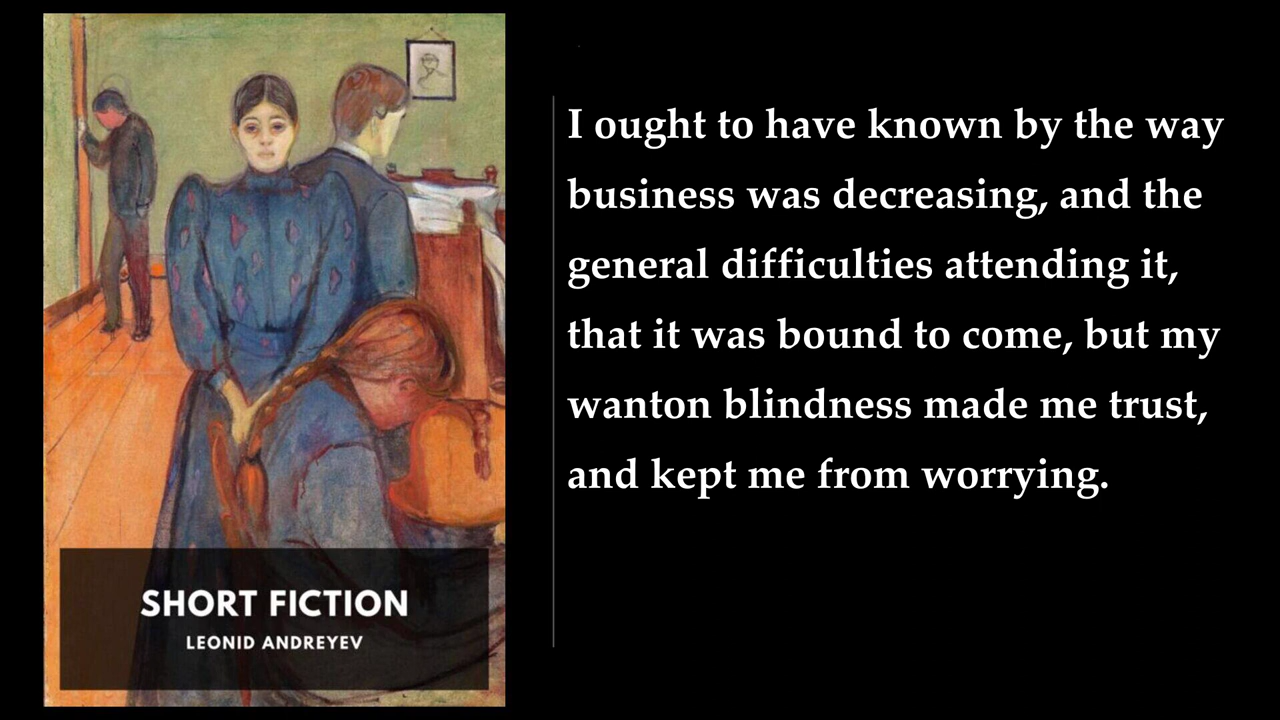 SHORT FICTION
LEONID ANDREYEV
I ought to have known by the way
business was decreasing, and the
general difficulties attending it,
that it was bound to come, but my
wanton blindness made me trust,
and kept me from worrying.